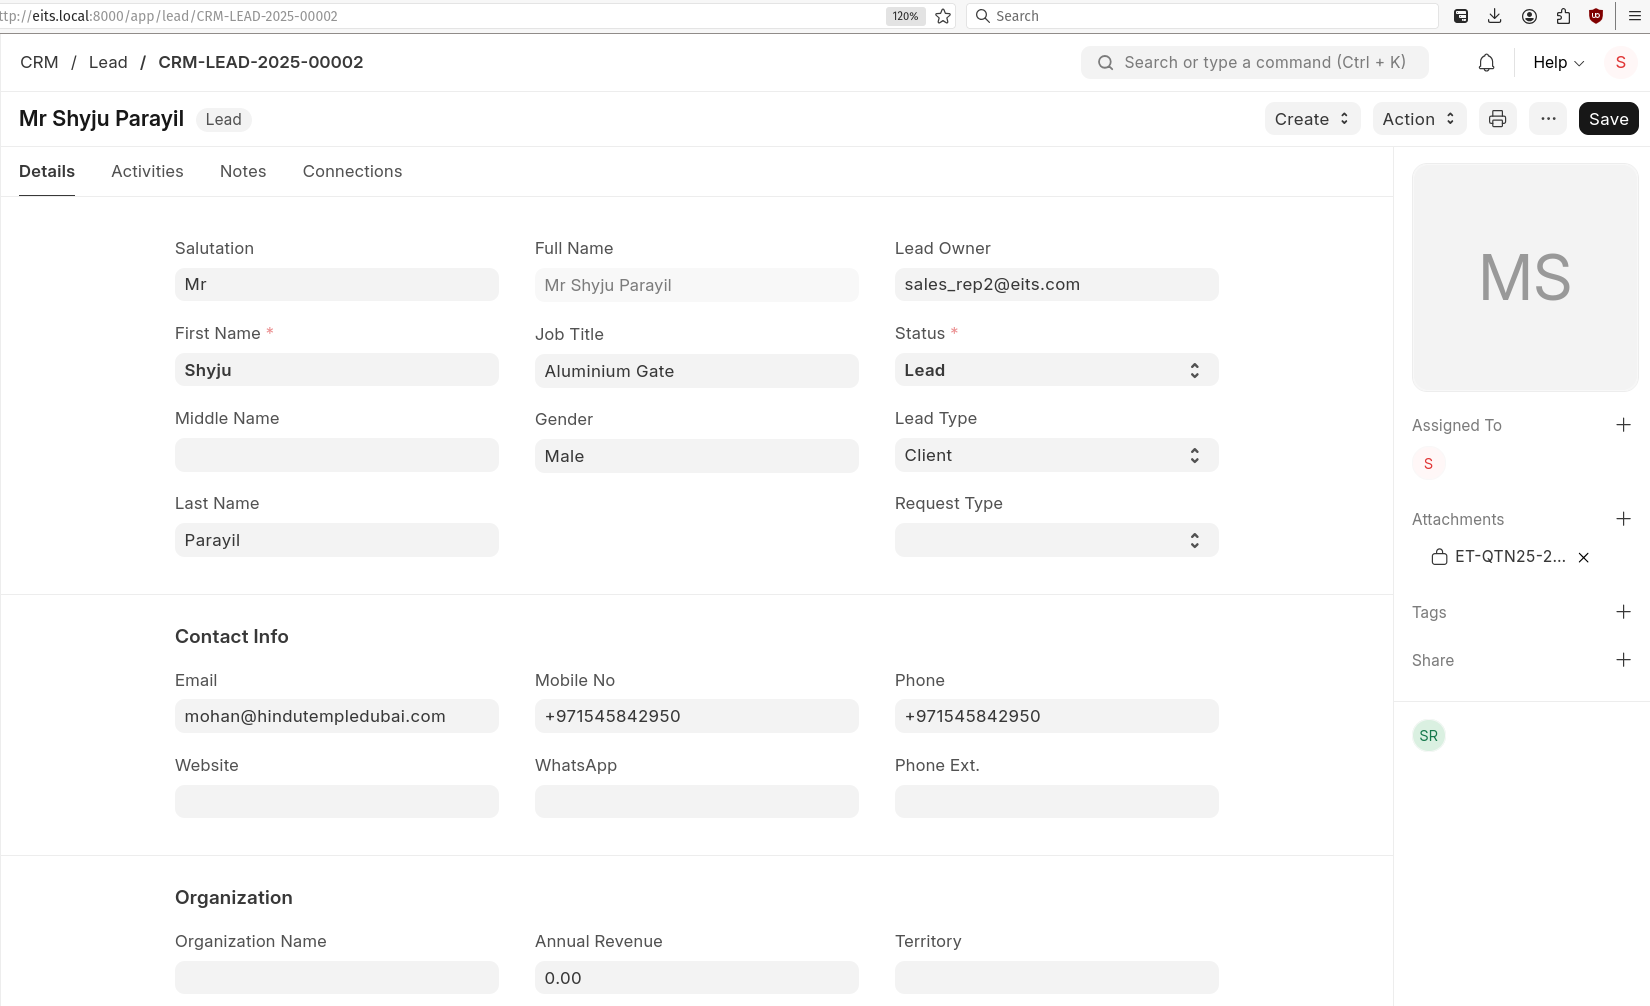 ttp://eits.local:8000/app/lead/CRM-LEAD-2025-00002
120%
Search
CRM / Lead / CRM-LEAD-2025-00002
Search or type a command (Ctrl + K)
Help
S
Mr Shyju Parayil
Lead
Create
Action
Save
Details
Activities
Notes
Connections
Salutation
Full Name
Lead Owner
Mr
Mr Shyju Parayil
sales_rep2@eits.com
First Name *
Job Title
Status *
Shyju
Aluminium Gate
Lead
Middle Name
Gender
Lead Type
Male
Client
Last Name
Request Type
Parayil
Contact Info
Email
Mobile No
Phone
mohan@hindutempledubai.com
+971545842950
+971545842950
Website
WhatsApp
Phone Ext.
Organization
Organization Name
Annual Revenue
Territory
0.00
MS
Assigned To
S
Attachments
ET-QTN25-2...
Tags
Share
SR